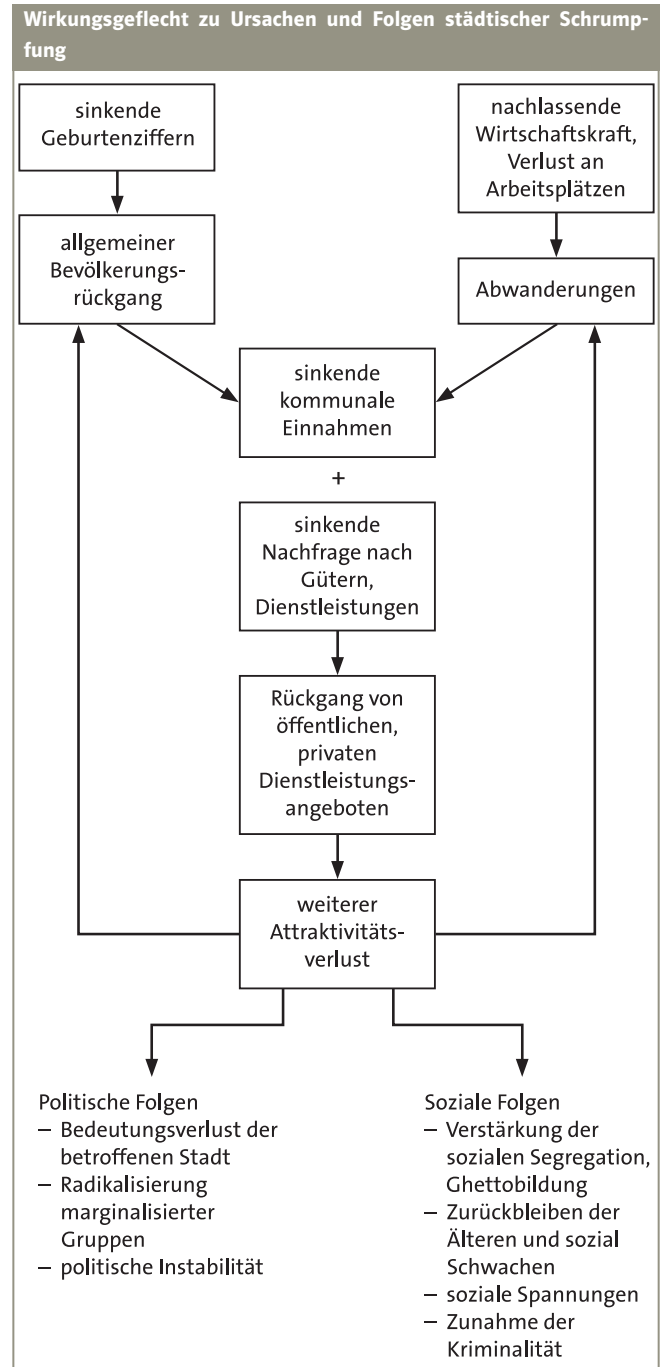 Wirkungsgeflecht zu Ursachen und Folgen städtischer Schrump-
fung
sinkende
Geburtenziffern
nachlassende
Wirtschaftskraft,
Verlust an
Arbeitsplätzen
allgemeiner
Bevölkerungs-
rückgang
Abwanderungen
sinkende
kommunale
Einnahmen
+
sinkende
Nachfrage nach
Gütern,
Dienstleistungen
Rückgang von
öffentlichen,
privaten
Dienstleistungs-
angeboten
weiterer
Attraktivitäts-
verlust
Politische Folgen
– Bedeutungsverlust der
betroffenen Stadt
– Radikalisierung
marginalisierter
Gruppen
– politische Instabilität
Soziale Folgen
– Verstärkung der
sozialen Segregation,
Ghettobildung
– Zurückbleiben der
Älteren und sozial
Schwachen
– soziale Spannungen
– Zunahme der
Kriminalität